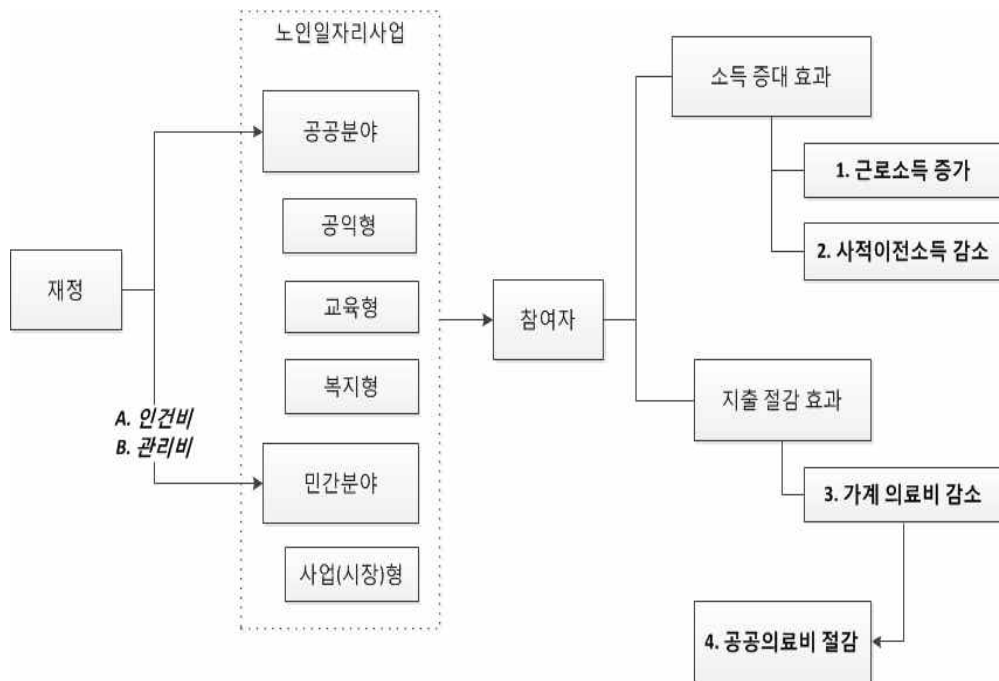 노인일자리사업
공공분야
공익형
교육형
복지형
민간분야
사업(시장)형
재정
A. 인건비
B. 관리비
참여자
소득 증대 효과
1. 근로소득 증가
2. 사적이전소득 감소
지출 절감 효과
3. 가계 의료비 감소
4. 공공의료비 절감